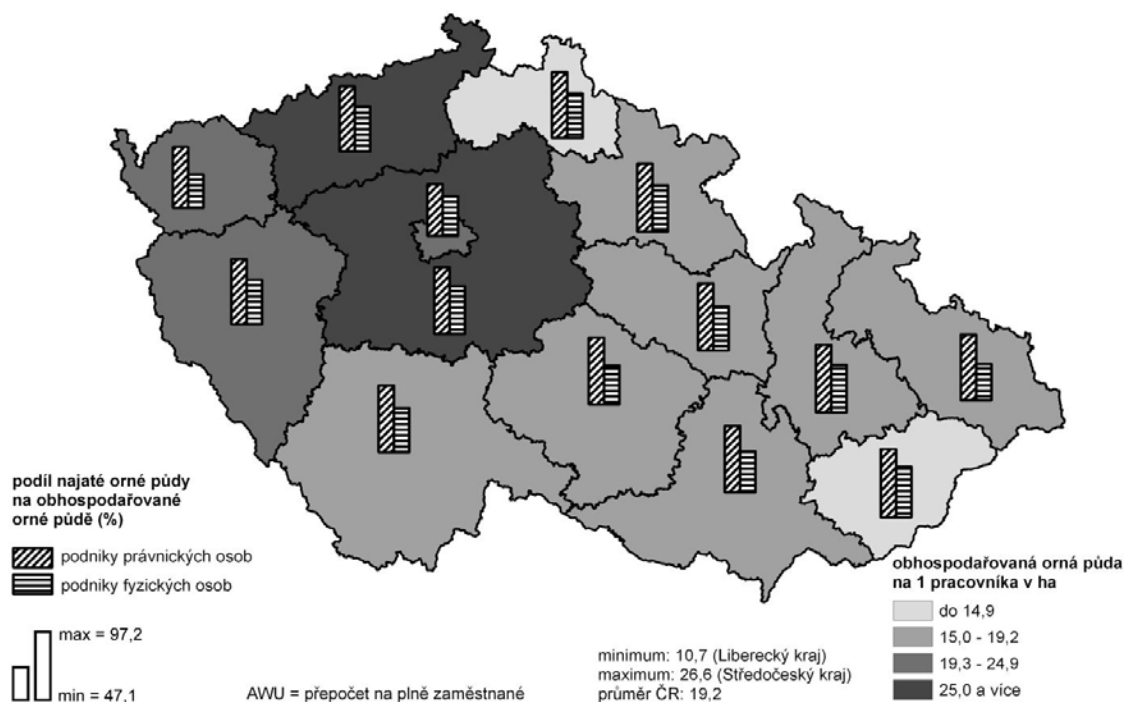 podíl najaté orné půdy
na obhospodařované
orné půdě (%)
podniky právnických osob
podniky fyzických osob
max = 97,2
min = 47,1
AWU = přepočet na plně zaměstnané
minimum: 10,7 (Liberecký kraj)
maximum: 26,6 (Středočeský kraj)
průměr ČR: 19,2
obhospodařovaná orná půda
na 1 pracovníka v ha
do 14,9
15,0 - 19,2
19,3 - 24,9
25,0 a více